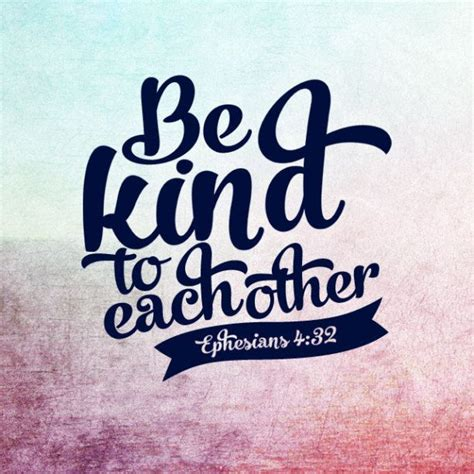 Be
kind
to
each other
Ephesians 4:32